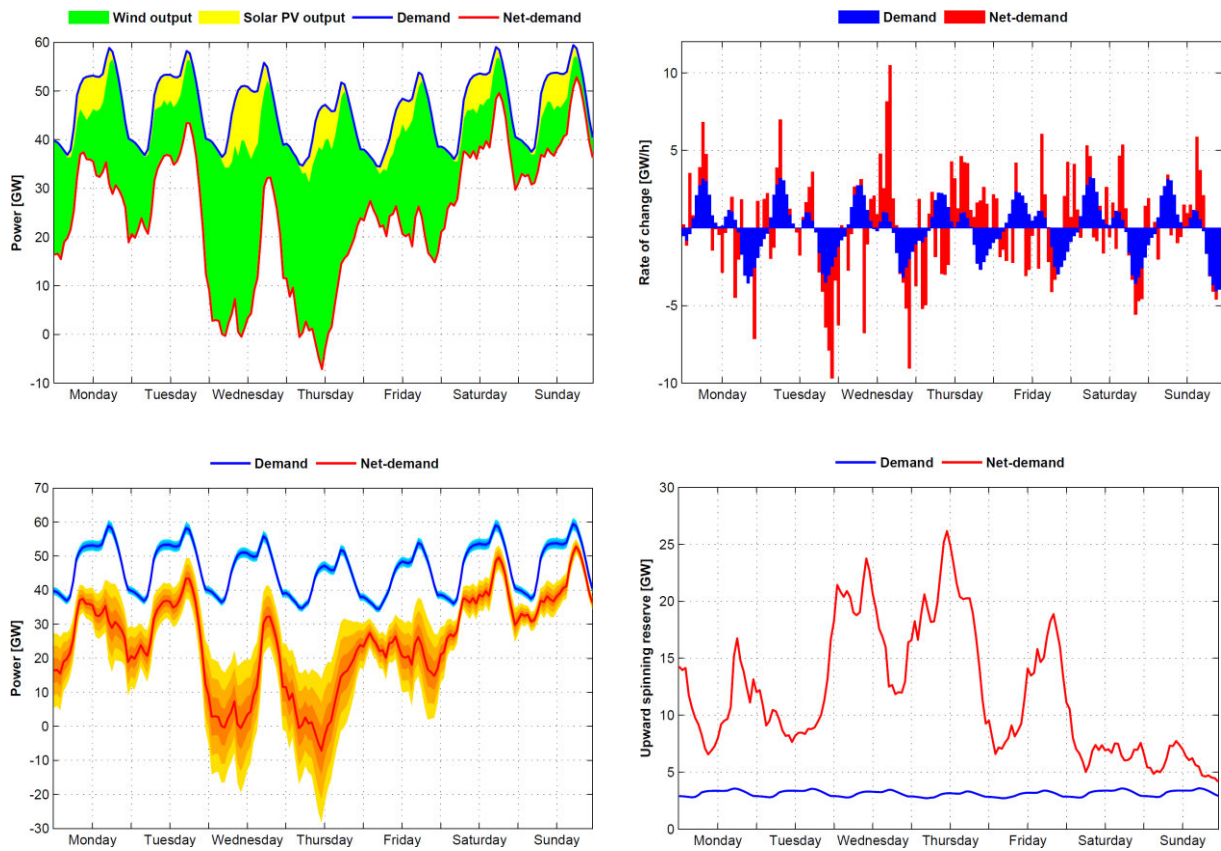 Wind output Solar PV output Demand Net-demand
Power [GW]
60
50
40
30
20
10
0
-10
Monday Tuesday Wednesday Thursday Friday Saturday Sunday
Demand Net-demand
Rate of change [GW/h]
10
5
0
-5
-10
Monday Tuesday Wednesday Thursday Friday Saturday Sunday
Demand Net-demand
Power [GW]
70
60
50
40
30
20
10
0
-10
-20
-30
Monday Tuesday Wednesday Thursday Friday Saturday Sunday
Demand Net-demand
Upward spinning reserve [GW]
30
25
20
15
10
5
0
Monday Tuesday Wednesday Thursday Friday Saturday Sunday